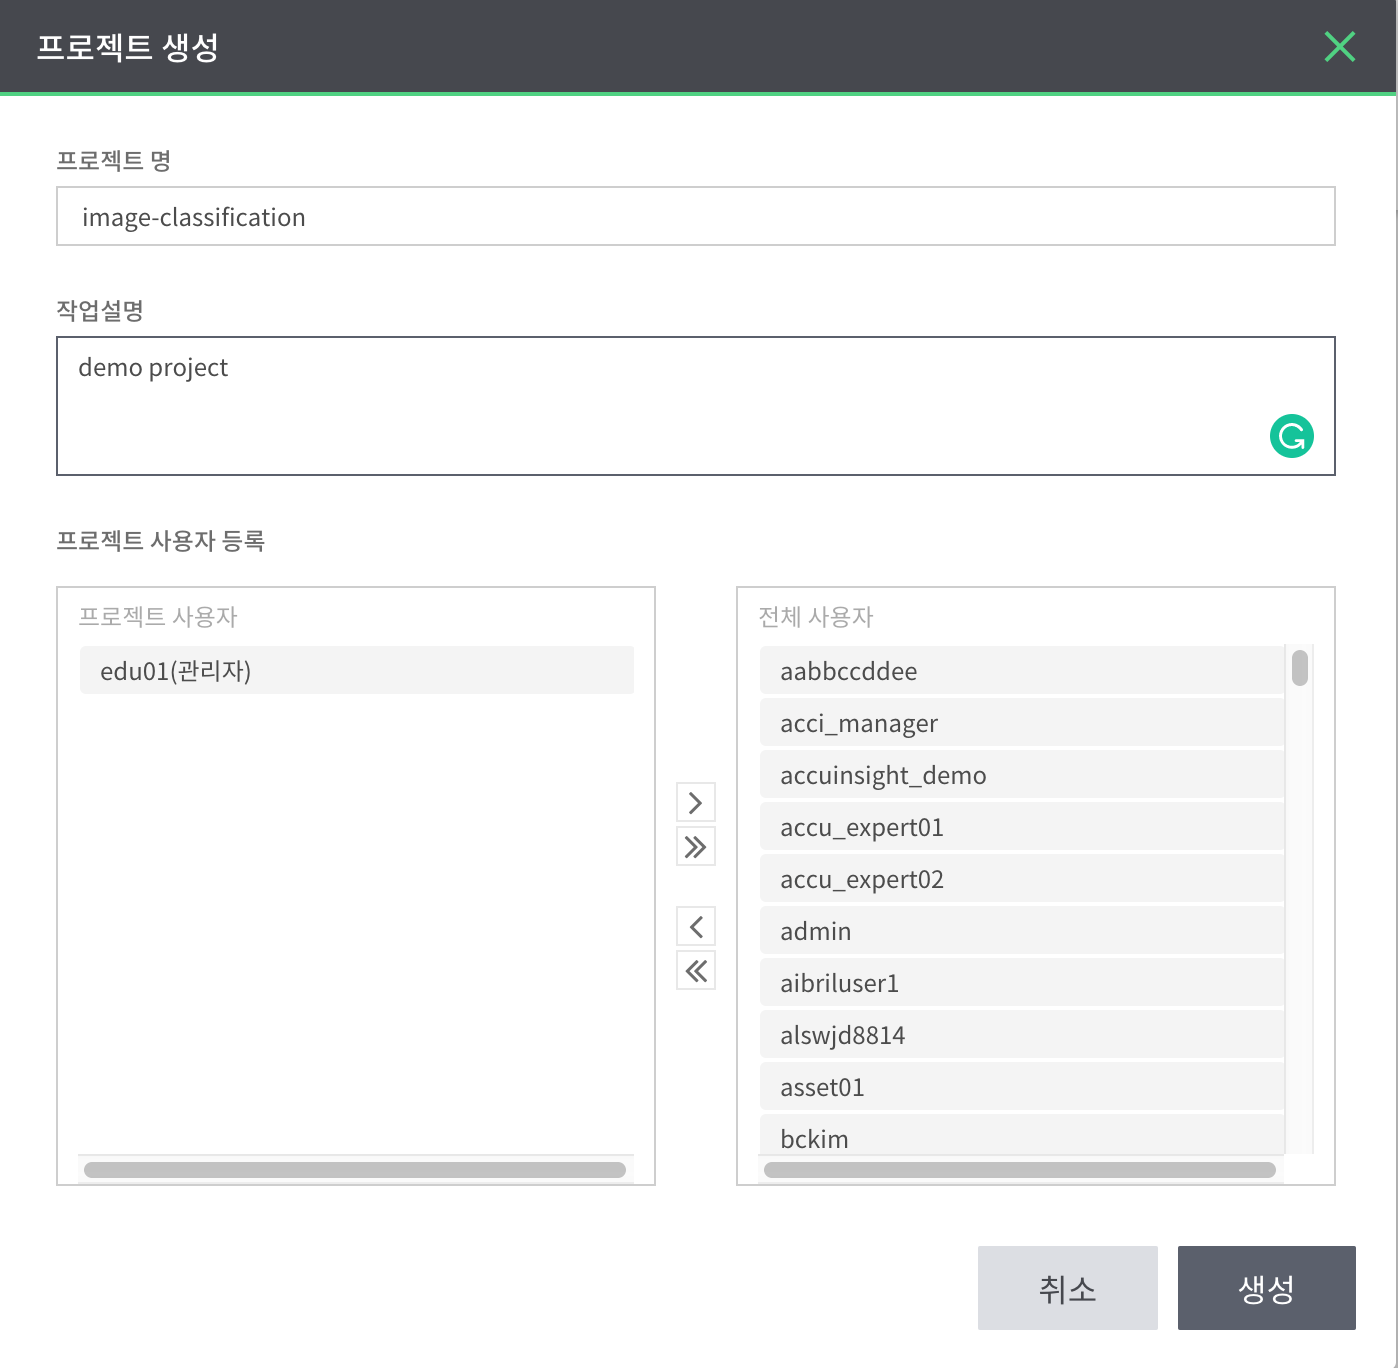 프로젝트 생성
프로젝트 명
image-classification
작업설명
demo project
프로젝트 사용자 등록
프로젝트 사용자
edu01(관리자)
전체 사용자
aabbccddee
acci_manager
accuinsight_demo
accu_expert01
accu_expert02
admin
aibriluser1
alswjd8814
asset01
bckim
취소
생성